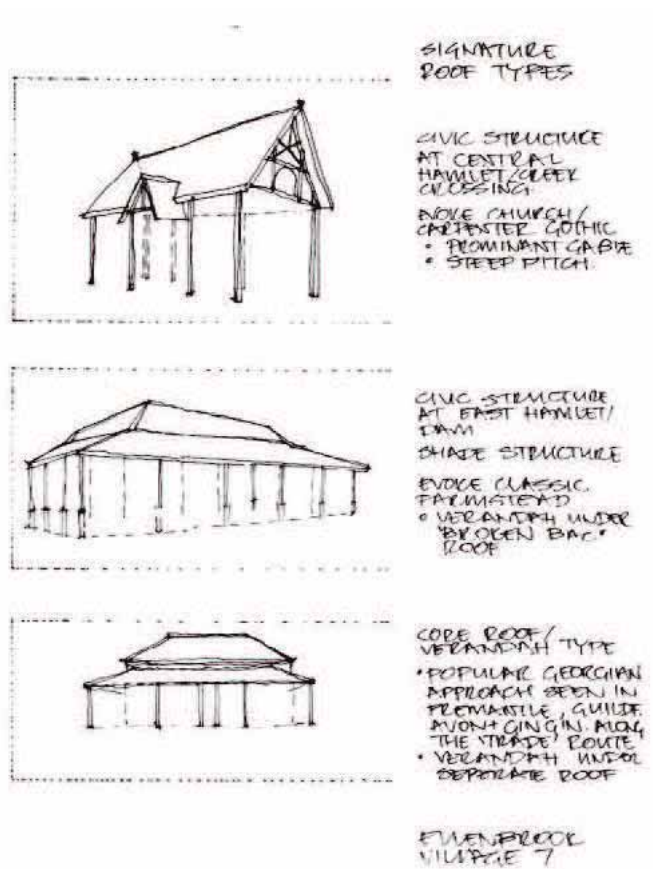 SIGNATURE
ROOF TYPES
CIVIC STRUCTURE
AT CENTRAL
HAMLET/CREEK
CROSSING
EVOKE CHURCH/
CARPENTER GOTHIC
• PROMINANT GABLE
• STEEP PITCH
CIVIC STRUCTURE
AT EAST HAMLET/
DAM
SHADE STRUCTURE
EVOKE CLASSIC
FARMSTEAD
• VERANDAH UNDER
'BROKEN BAC'
ROOF
CORE ROOF/
VERANDAH TYPE
• POPULAR GEORGIAN
APPROACH SEEN IN
FREMANTLE, GUILDF.
AVON + GINGIN ALONG
THE 'TRADE' ROUTE
• VERANDAH UNDER
SEPERATE ROOF
ELLENBROOK
VILLAGE 7